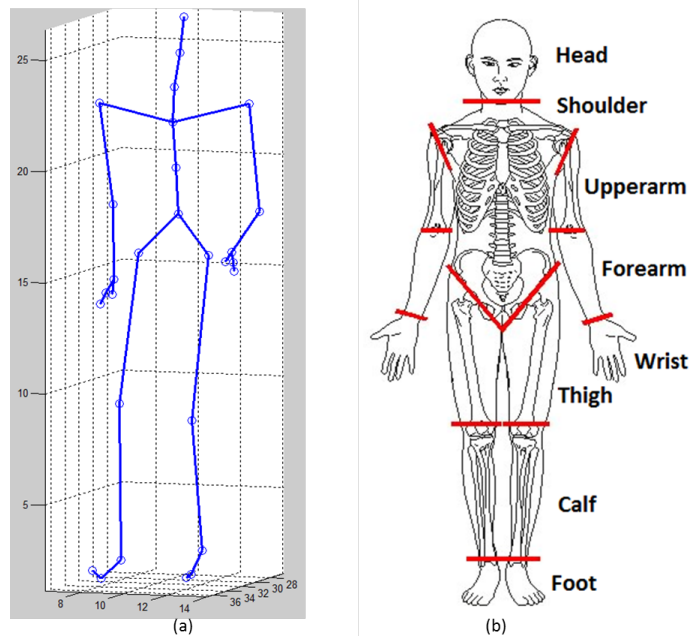 25
20
15
10
5
8
10
12
14
36
34
32
30
28
(a)
Head
Shoulder
Upperarm
Forearm
Wrist
Thigh
Calf
Foot
(b)